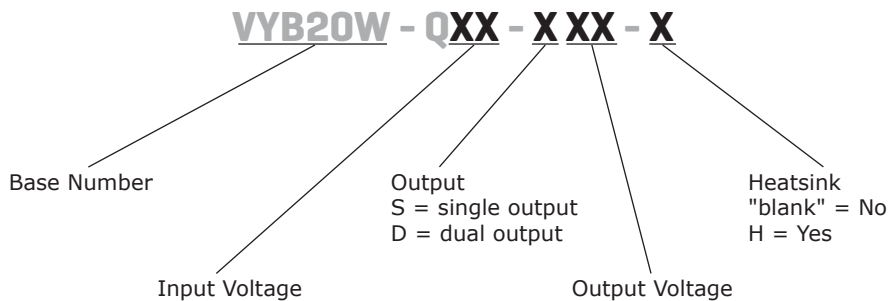 VYB20W - QXX - X XX - X
Base Number
Output
S = single output
D = dual output
Heatsink
"blank" = No
H = Yes
Input Voltage
Output Voltage